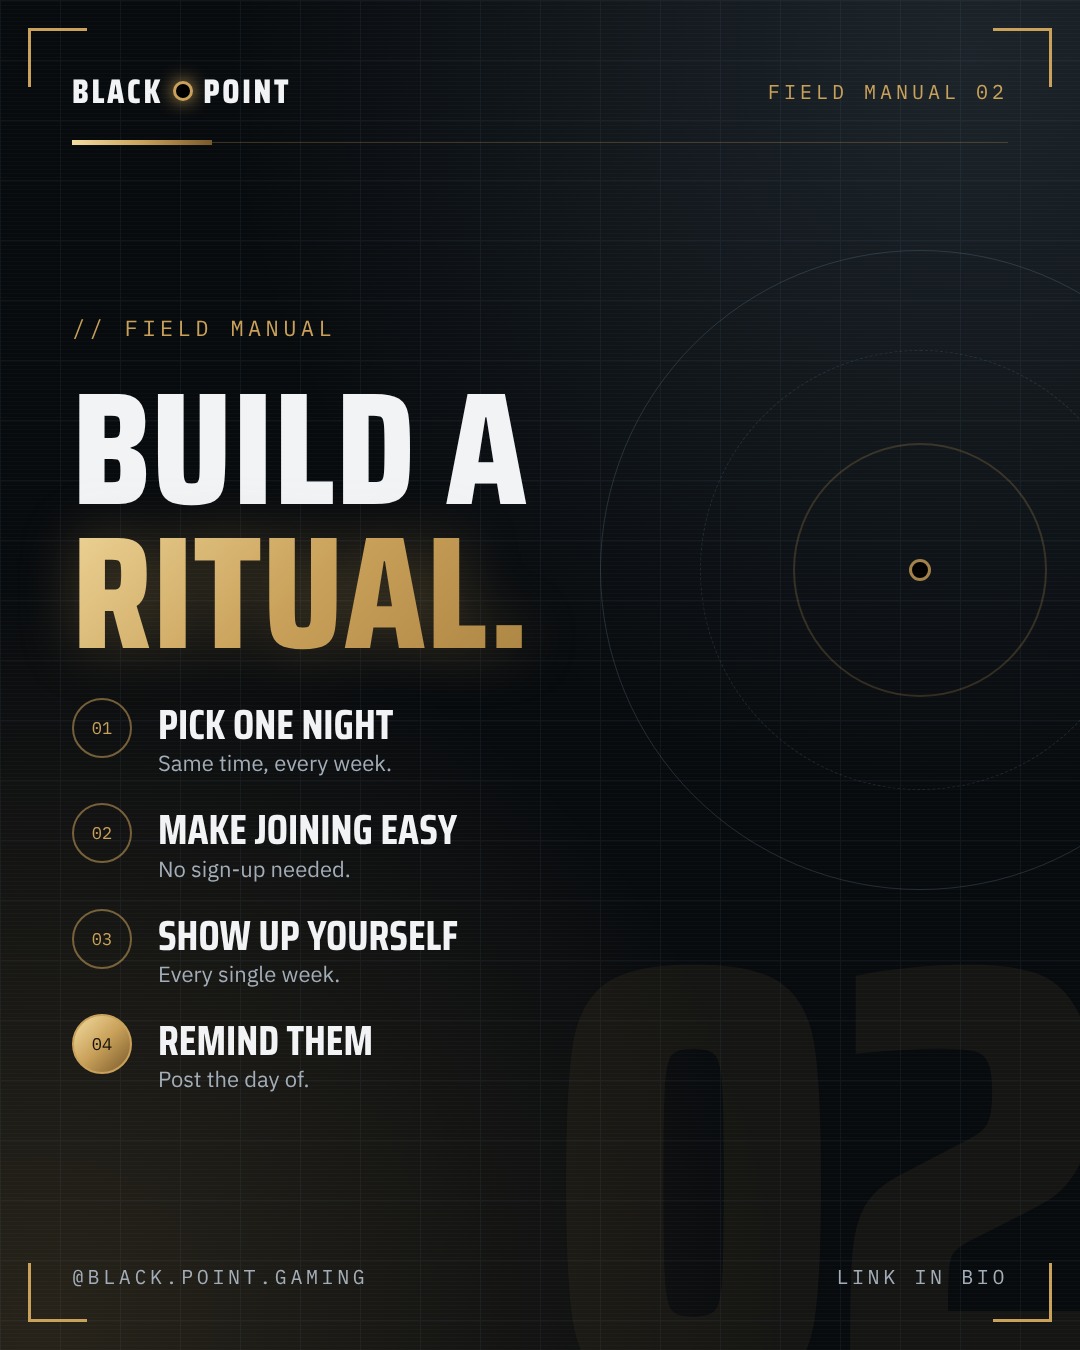 BLACK POINT
FIELD MANUAL 02
// FIELD MANUAL
BUILD A
RITUAL.
01
PICK ONE NIGHT
Same time, every week.
02
MAKE JOINING EASY
No sign-up needed.
03
SHOW UP YOURSELF
Every single week.
04
REMIND THEM
Post the day of.
02
@BLACK.POINT.GAMING
LINK IN BIO